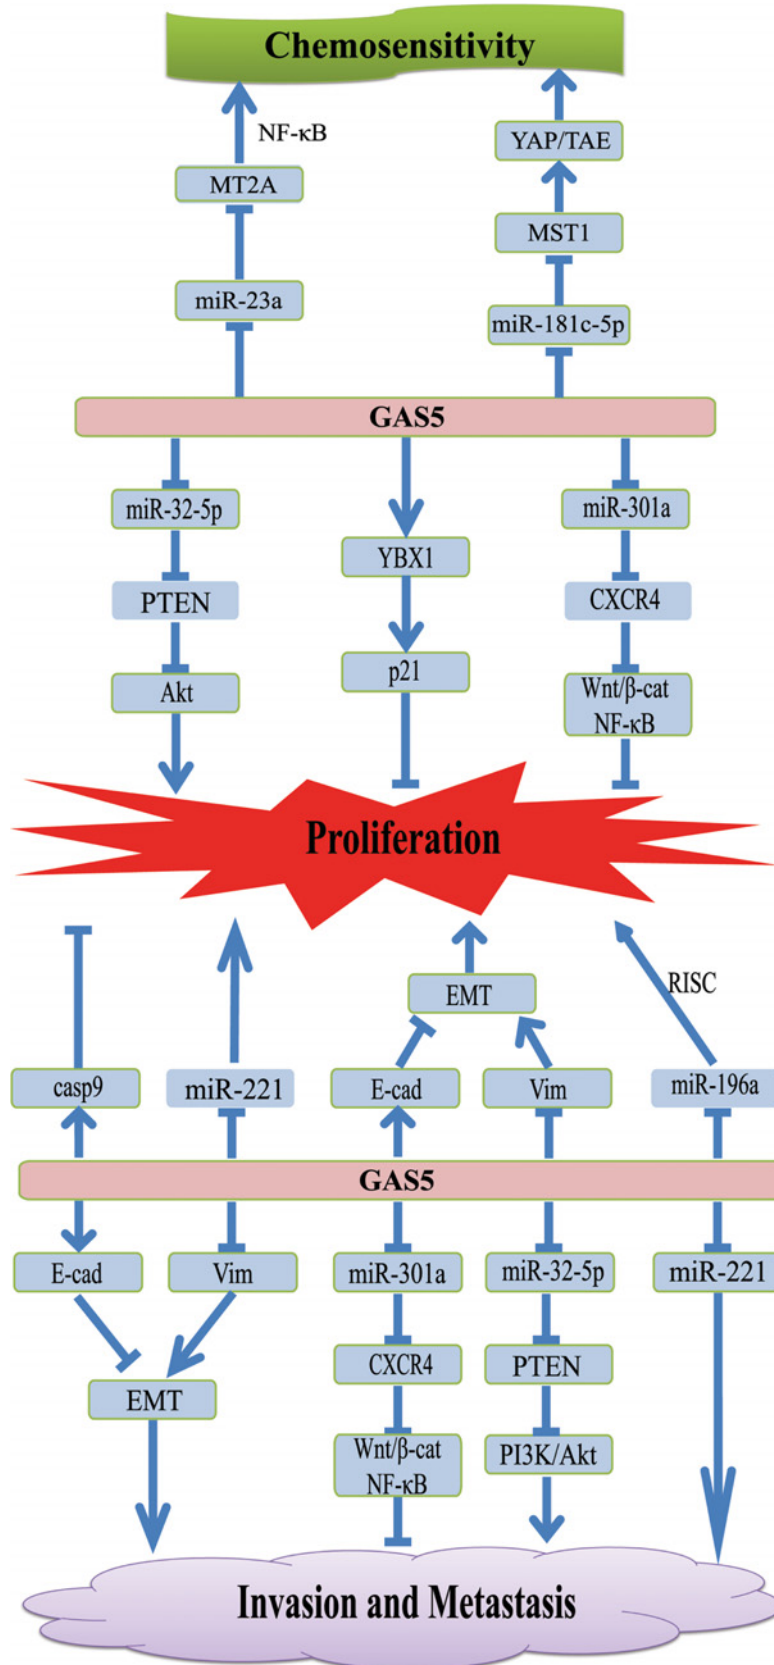 Chemosensitivity
NF-κB
YAP/TAE
MT2A
MST1
miR-23a
miR-181c-5p
GAS5
miR-32-5p
miR-301a
YBX1
PTEN
CXCR4
p21
Akt
Wnt/β-cat
NF-κB
Proliferation
EMT
RISC
casp9
miR-221
E-cad
Vim
miR-196a
GAS5
E-cad
Vim
miR-301a
miR-32-5p
miR-221
CXCR4
PTEN
EMT
Wnt/β-cat
NF-κB
PI3K/Akt
Invasion and Metastasis